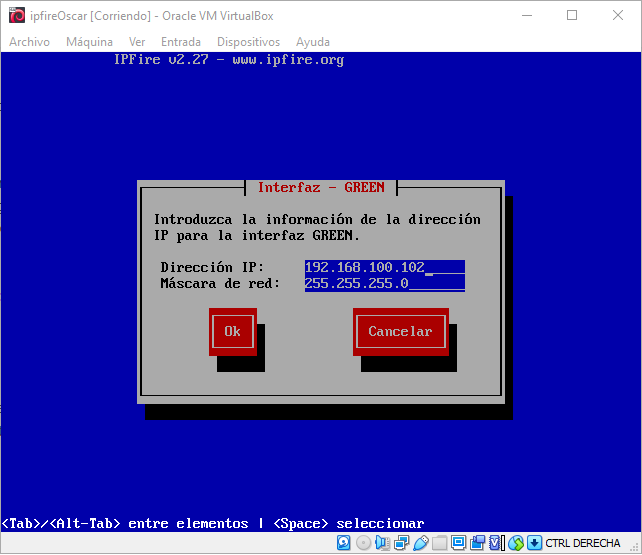 ipfireOscar [Corriendo] - Oracle VM VirtualBox
Archivo Máquina Ver Entrada Dispositivos Ayuda
IPFire v2.27 - www.ipfire.org
Interfaz - GREEN
Introduzca la información de la dirección
IP para la interfaz GREEN.
Dirección IP: 192.168.100.102
Máscara de red: 255.255.255.0
Ok Cancelar
<Tab>/<Alt-Tab> entre elementos | <Space> seleccionar
CTRL DERECHA